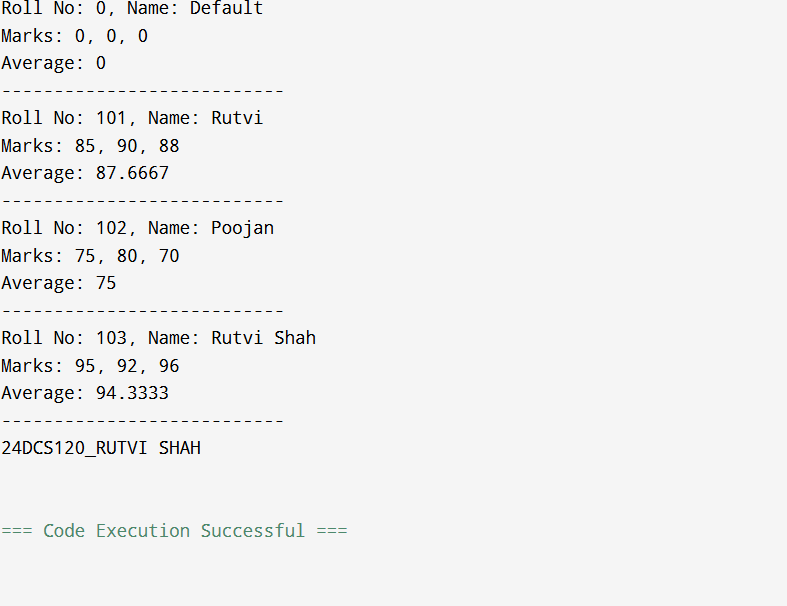 Roll No: 0, Name: Default
Marks: 0, 0, 0
Average: 0
---------------------------
Roll No: 101, Name: Rutvi
Marks: 85, 90, 88
Average: 87.6667
---------------------------
Roll No: 102, Name: Poojan
Marks: 75, 80, 70
Average: 75
---------------------------
Roll No: 103, Name: Rutvi Shah
Marks: 95, 92, 96
Average: 94.3333
---------------------------
24DCS120_RUTVI SHAH
=== Code Execution Successful ===